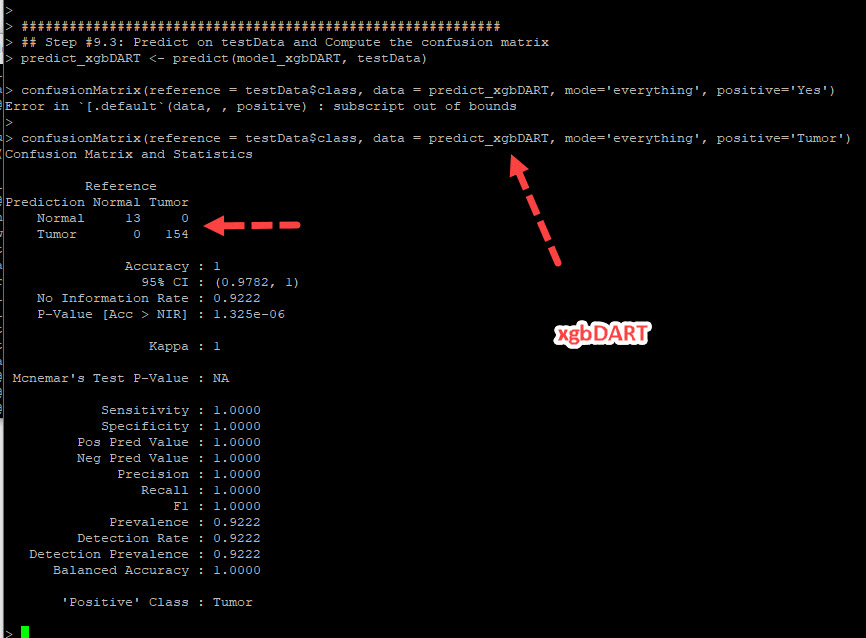 >
> ############################################################
> ## Step #9.3: Predict on testData and Compute the confusion matrix
> predict_xgbDART <- predict(model_xgbDART, testData)
> confusionMatrix(reference = testData$class, data = predict_xgbDART, mode='everything', positive='Yes')
Error in `[.default`(data, , positive) : subscript out of bounds
>
> confusionMatrix(reference = testData$class, data = predict_xgbDART, mode='everything', positive='Tumor')
Confusion Matrix and Statistics
Reference
Prediction Normal Tumor
Normal 13 0
Tumor 0 154
Accuracy : 1
95% CI : (0.9782, 1)
No Information Rate : 0.9222
P-Value [Acc > NIR] : 1.325e-06
xgbDART
Kappa : 1
Mcnemar's Test P-Value : NA
Sensitivity : 1.0000
Specificity : 1.0000
Pos Pred Value : 1.0000
Neg Pred Value : 1.0000
Precision : 1.0000
Recall : 1.0000
F1 : 1.0000
Prevalence : 0.9222
Detection Rate : 0.9222
Detection Prevalence : 0.9222
Balanced Accuracy : 1.0000
'Positive' Class : Tumor
>